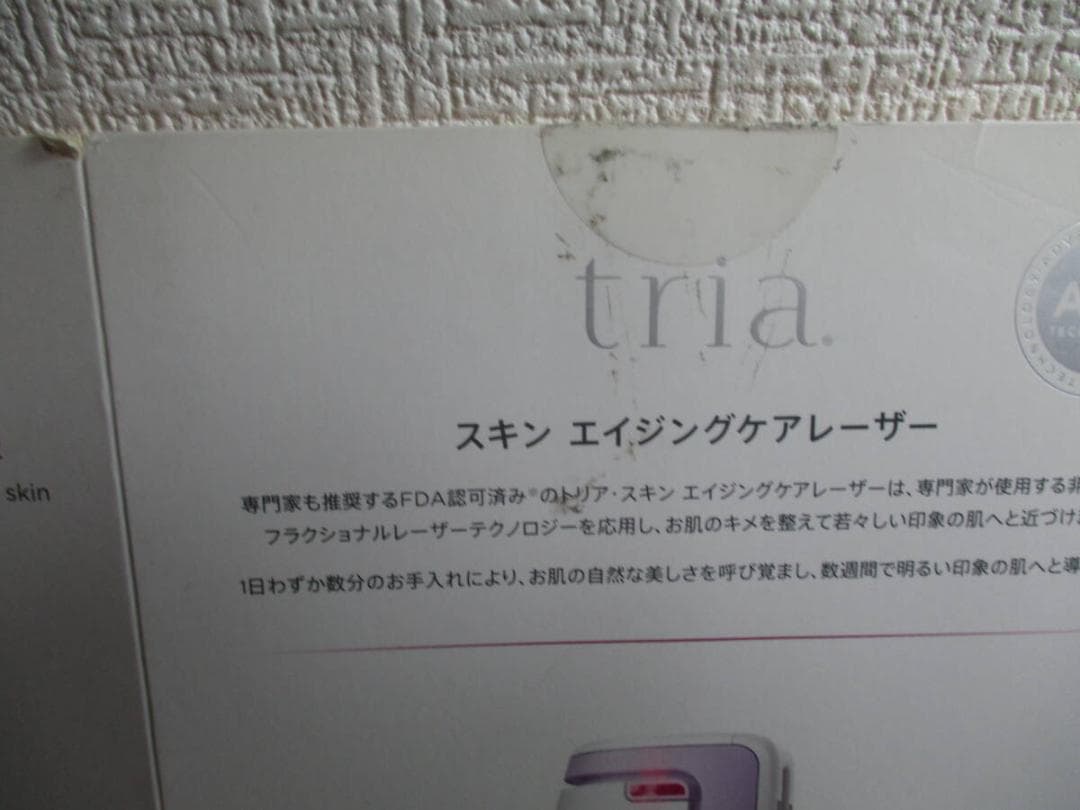 tria.
スキン エイジングケアレーザー
skin
専門家も推奨するFDA認可済み※のトリア・スキン エイジングケアレーザーは、専門家が使用する非
フラクショナルレーザーテクノロジーを応用し、お肌のキメを整えて若々しい印象の肌へと近づけ
1日わずか数分のお手入れにより、お肌の自然な美しさを呼び覚まし、数週間で明るい印象の肌へと導